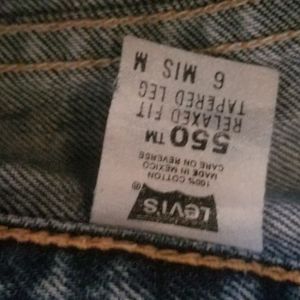 LEVI'S ®
100% COTTON
MADE IN MEXICO
CARE ON REVERSE
550 TM
RELAXED FIT
TAPERED LEG
6 MIS M